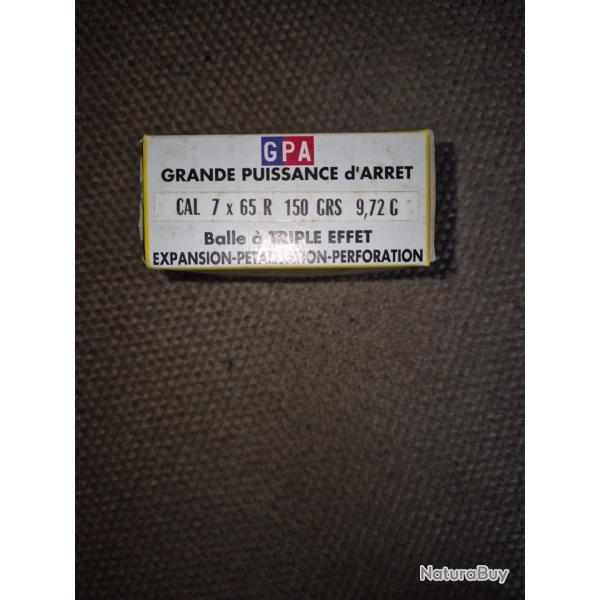 GPA
GRANDE PUISSANCE d'ARRET
CAL 7 x 65 R 150 GRS 9,72 G
Balle à TRIPLE EFFET
EXPANSION-PETALISATION-PERFORATION
NaturaBuy